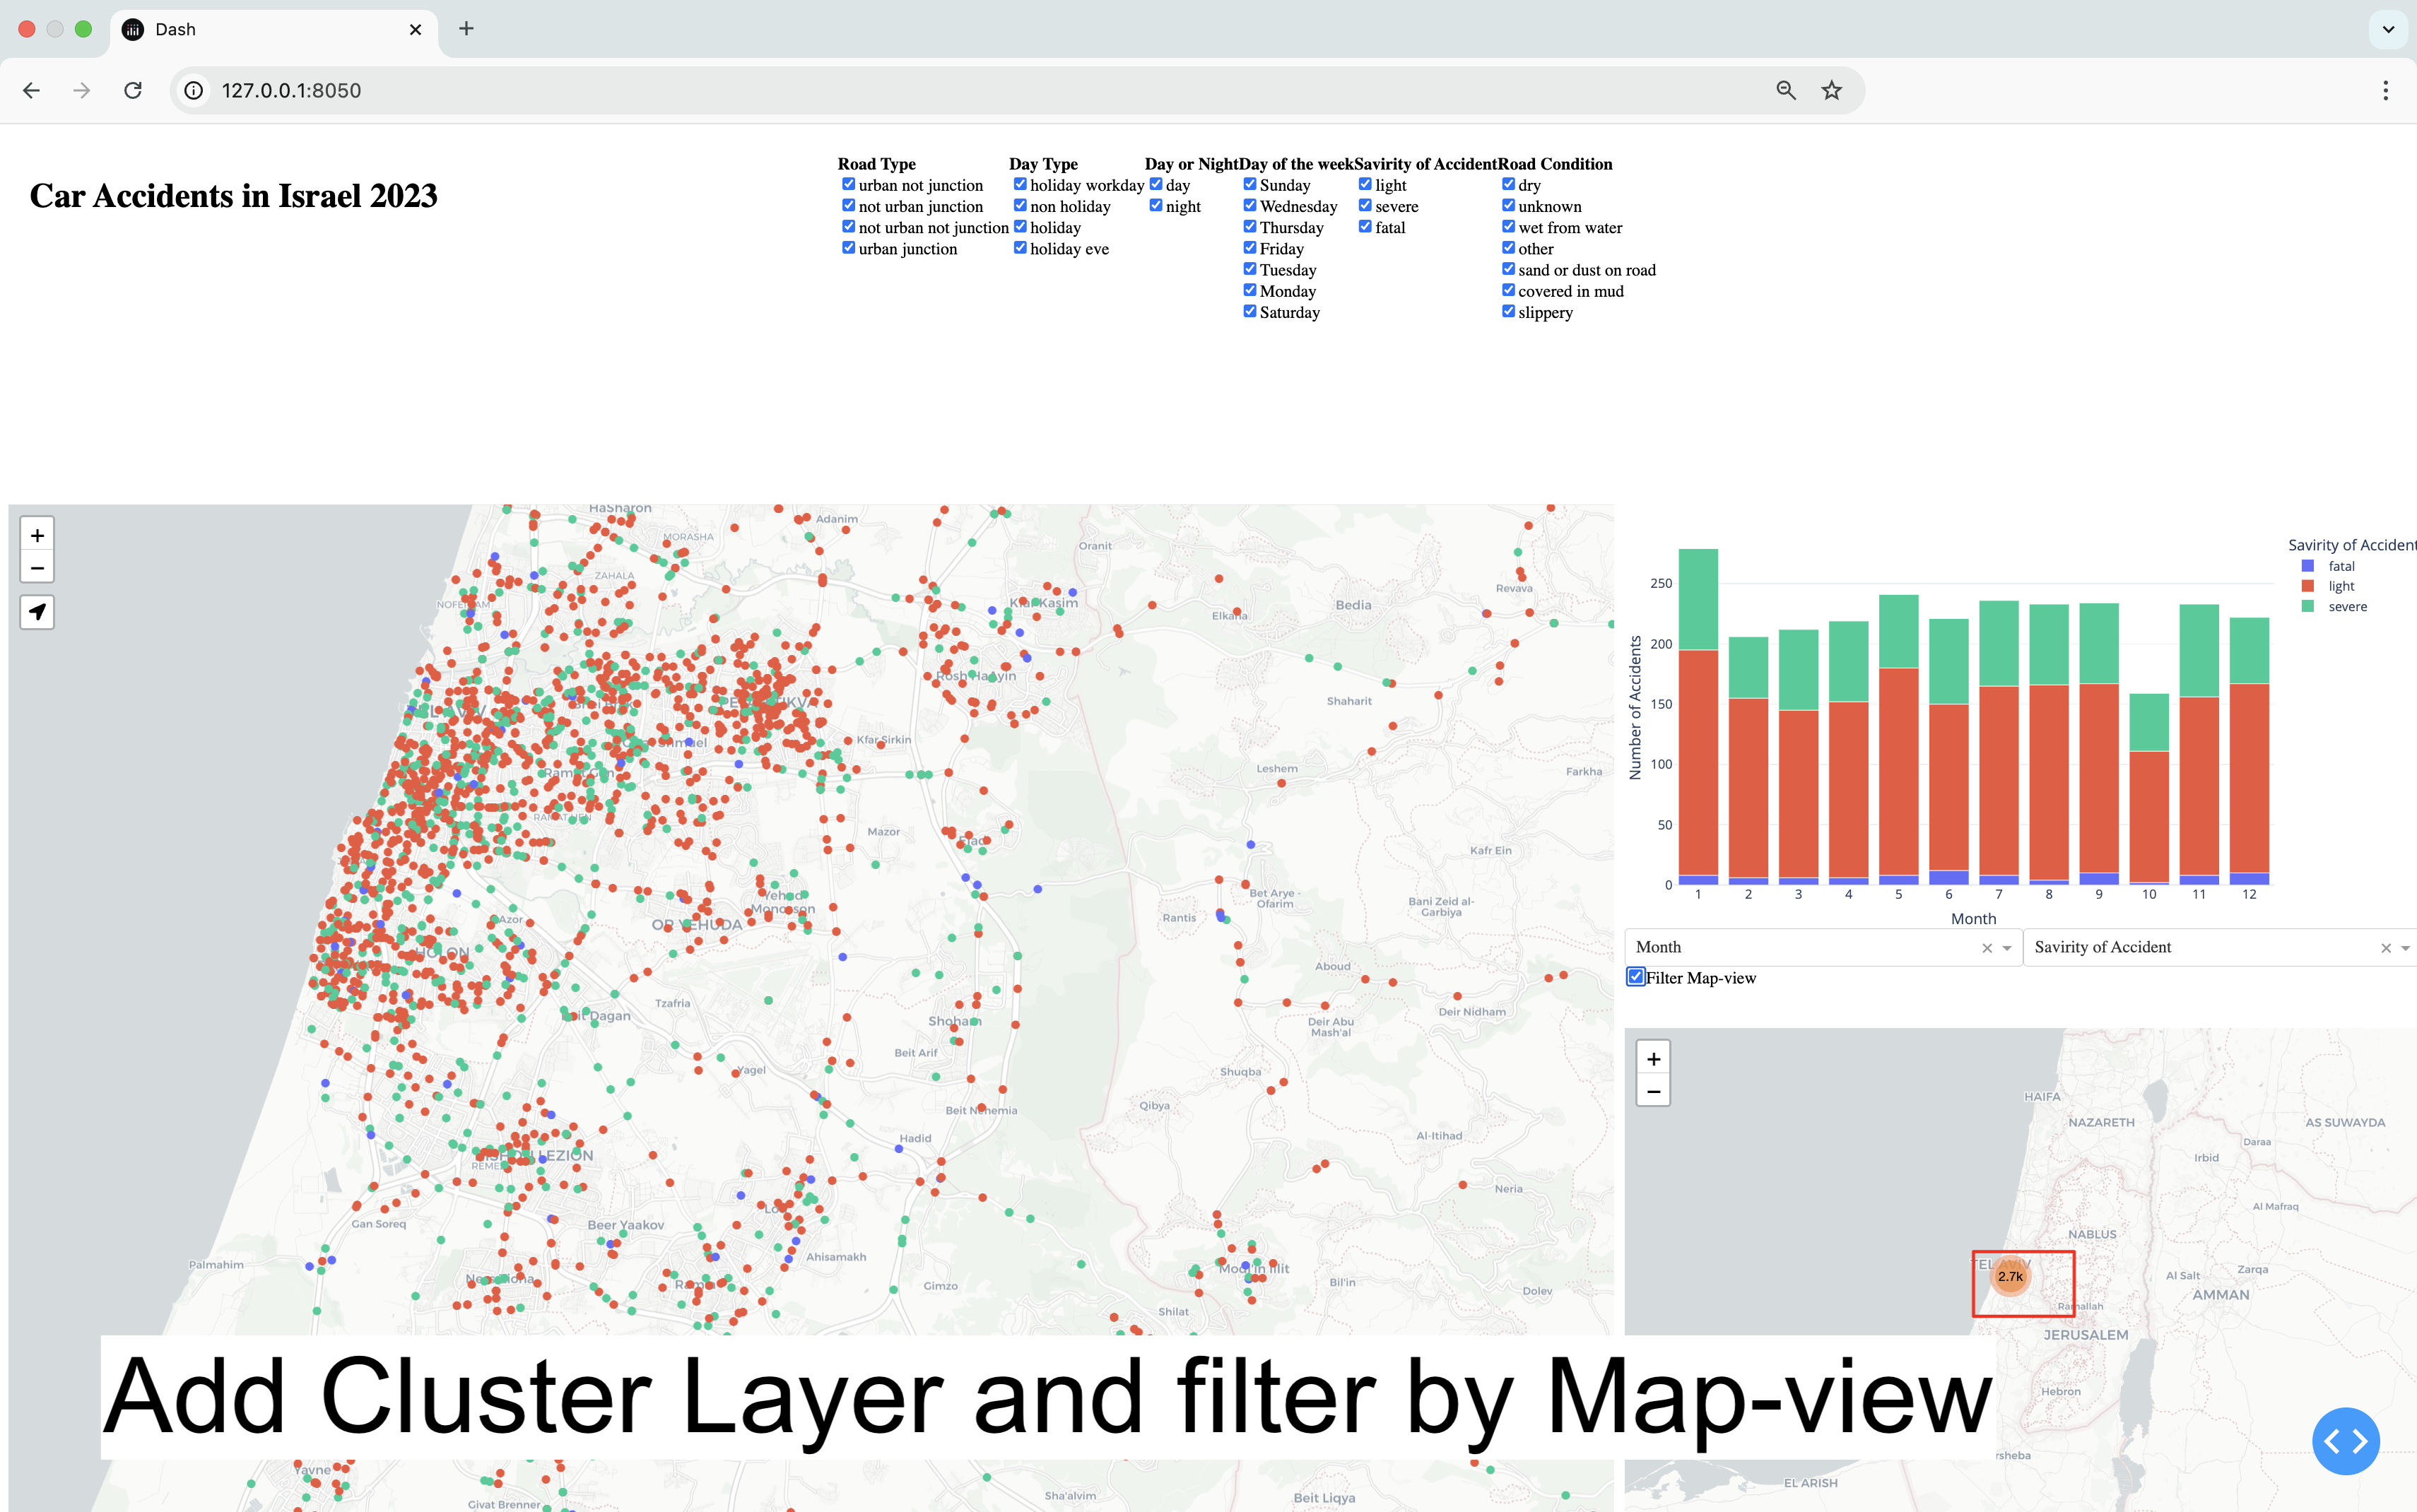 Dash
127.0.0.1:8050
Car Accidents in Israel 2023
Road Type
urban not junction
not urban junction
not urban not junction
urban junction
Day Type
holiday workday
non holiday
holiday
holiday eve
Day or Night
day
night
Day of the week
Sunday
Wednesday
Thursday
Friday
Tuesday
Monday
Saturday
Savirity of Accident
light
severe
fatal
Road Condition
dry
unknown
wet from water
other
sand or dust on road
covered in mud
slippery
+
−
HaSharon
Adanim
MORASHA
Oranit
ZAHALA
Kfar Kasim
Bedia
Revava
Elkana
Rosh HaAyin
Shaharit
Kfar Sirkin
Leshem
Farkha
Ramat Gan
RAMAT HEN
Mazor
Elad
Kfar Ein
Yehud
Monosson
Bet Arye -
Ofarim
Bani Zeid al-
Garbiya
Azor
OR YEHUDA
Rantis
HOLON
Aboud
Tzafria
Beit Dagan
Shoham
Deir Abu
Mash'al
Deir Nidham
Beit Arif
Yagel
Shuqba
Qibya
Beit Nehemia
Hadid
Al-Itihad
Neria
Gan Soreq
Beer Yaakov
Ahisamakh
Palmahim
Gimzo
Modi'in Illit
Bil'in
Dolev
Shilat
Yavne
Givat Brenner
Sha'alvim
Beit Liqya
Savirity of Accident
fatal
light
severe
Number of Accidents
250
200
150
100
50
0
1 2 3 4 5 6 7 8 9 10 11 12
Month
Month
Savirity of Accident
Filter Map-view
+
−
HAIFA
NAZARETH
AS SUWAYDA
Daraa
Irbid
Al Mafraq
NABLUS
TEL AVIV
2.7k
Al Salt
Zarqa
AMMAN
Ramallah
JERUSALEM
Hebron
rsheba
EL ARISH
Add Cluster Layer and filter by Map-view